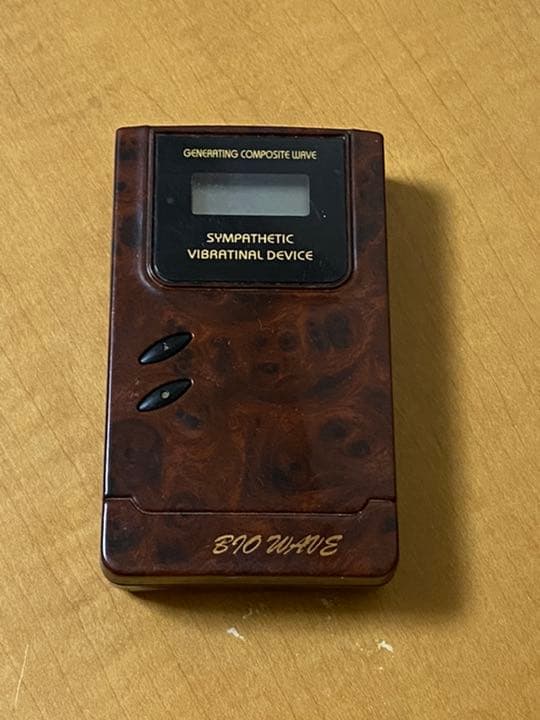 GENERATING COMPOSITE WAVE
SYMPATHETIC
VIBRATINAL DEVICE
BIO WAVE